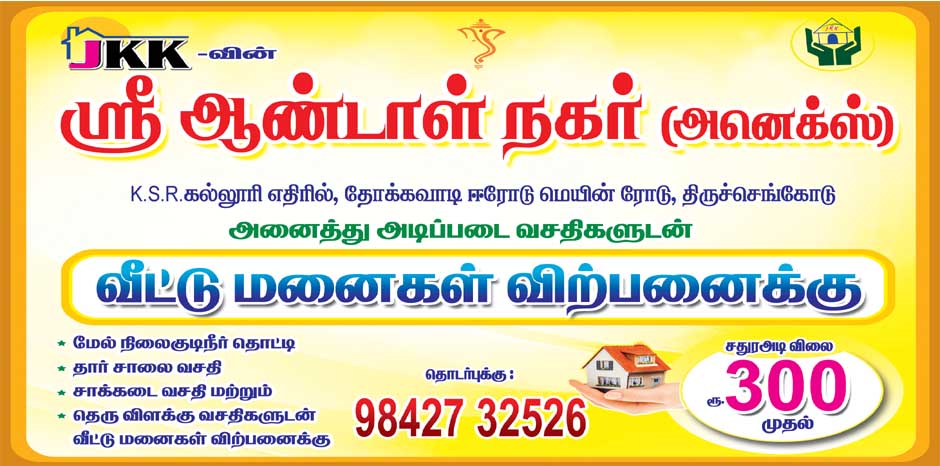 JKK -வின்
JKK
ஸ்ரீ ஆண்டாள் நகர் (அனெக்ஸ்)
K.S.R.கல்லூரி எதிரில், தோக்கவாடி ஈரோடு மெயின் ரோடு, திருச்செங்கோடு
அனைத்து அடிப்படை வசதிகளுடன்
வீட்டு மனைகள் விற்பனைக்கு
★ மேல் நிலைகுடிநீர் தொட்டி
★ தார் சாலை வசதி
★ சாக்கடை வசதி மற்றும்
★ தெரு விளக்கு வசதிகளுடன்
வீட்டு மனைகள் விற்பனைக்கு
தொடர்புக்கு :
98427 32526
சதுரஅடி விலை
ரூ. 300
முதல்